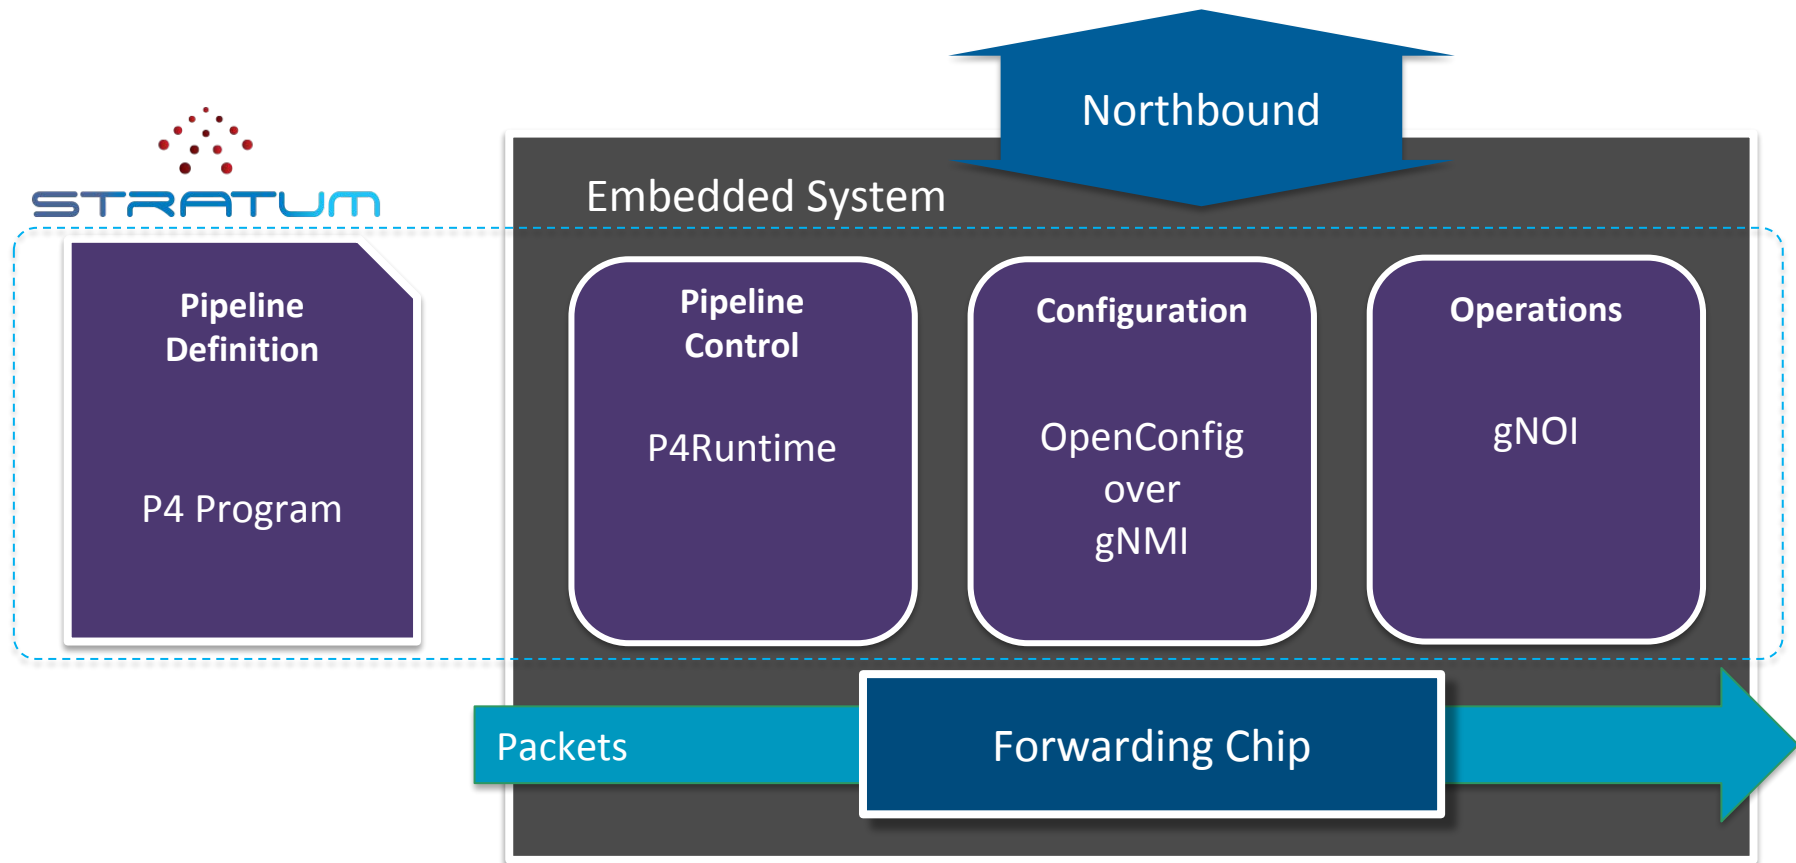 Northbound
STRATUM
Embedded System
Pipeline
Definition
P4 Program
Pipeline
Control
P4Runtime
Configuration
OpenConfig
over
gNMI
Operations
gNOI
Packets
Forwarding Chip